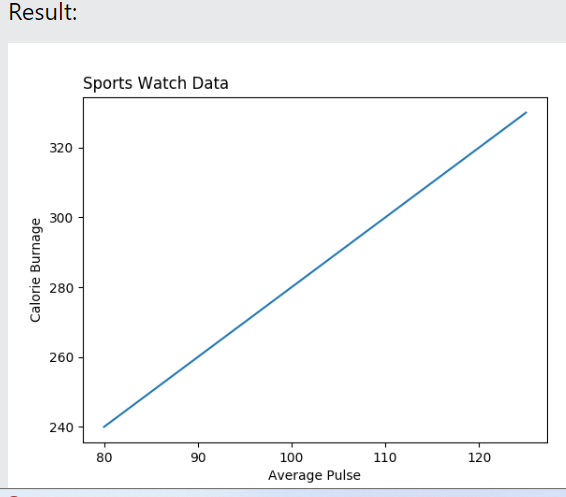 Result:
Sports Watch Data
320
300
280
260
240
Calorie Burnage
80 90 100 110 120
Average Pulse